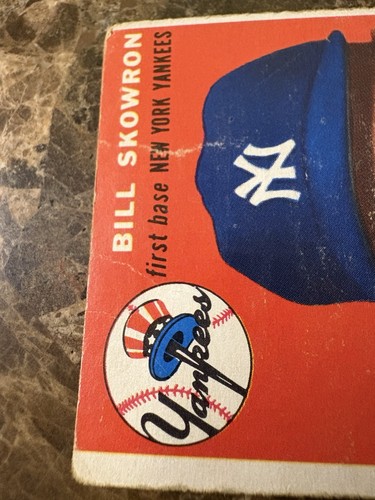 BILL SKOWRON
first base NEW YORK YANKEES
NY
Yankees